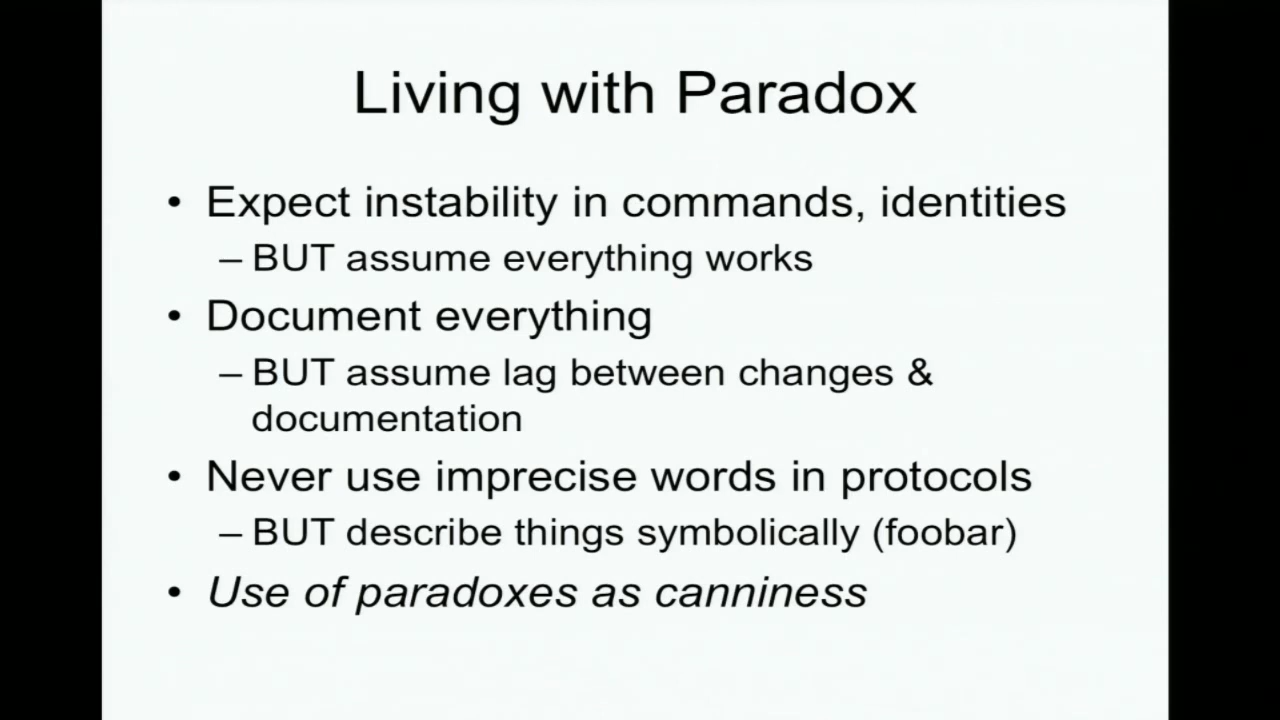 Living with Paradox
• Expect instability in commands, identities
– BUT assume everything works
• Document everything
– BUT assume lag between changes &
documentation
• Never use imprecise words in protocols
– BUT describe things symbolically (foobar)
• Use of paradoxes as canniness